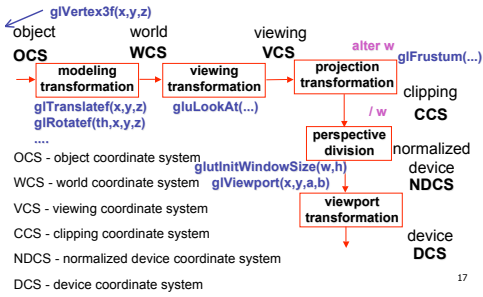 glVertex3f(x,y,z)
object
OCS
world
WCS
viewing
VCS
alter w
glFrustum(...)
modeling
transformation
viewing
transformation
projection
transformation
glTranslatef(x,y,z)
glRotatef(th,x,y,z)
....
gluLookAt(...)
clipping
CCS
/ w
perspective
division
normalized
device
NDCS
OCS - object coordinate system
glutInitWindowSize(w,h)
glViewport(x,y,a,b)
WCS - world coordinate system
VCS - viewing coordinate system
viewport
transformation
CCS - clipping coordinate system
device
DCS
NDCS - normalized device coordinate system
DCS - device coordinate system
17